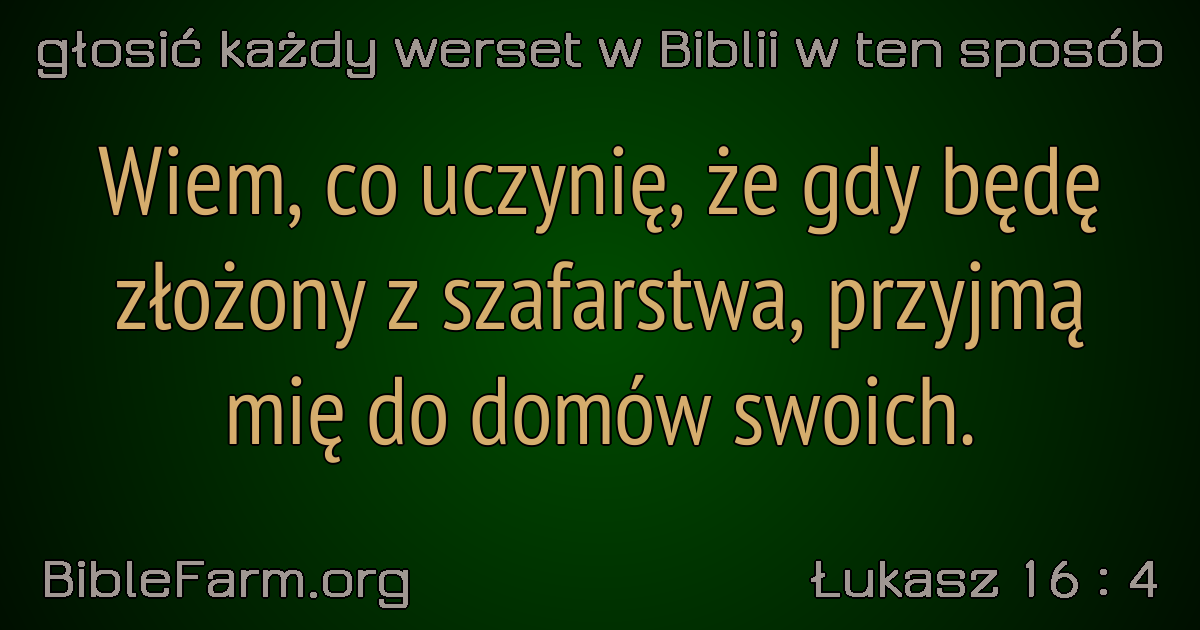 głosić każdy werset w Biblii w ten sposób
Wiem, co uczynię, że gdy będę
złożony z szafarstwa, przyjmą
mię do domów swoich.
BibleFarm.org
Łukasz 16 : 4